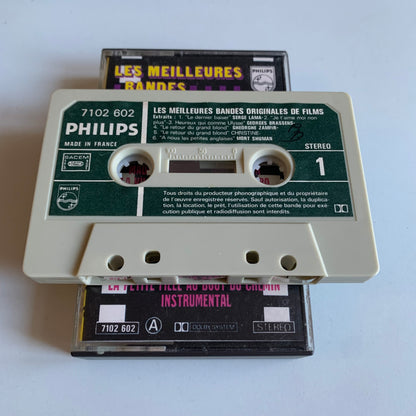 LES MEILLEURES
BANDES
PHILIPS
7102 602
LES MEILLEURES BANDES ORIGINALES DE FILMS
Extraits : 1. "Le dernier baiser" SERGE LAMA - 2. "Je t'aime moi non
plus" - 3. Heureux qui comme Ulysse" GEORGES BRASSENS -
4. "Le retour du grand blond" GHEORGHE ZAMFIR -
5. "Le retour du grand blond" CHRISTINE -
6. "A nous les petites anglaises" MORT SHUMAN
PHILIPS
MADE IN FRANCE
STEREO
SACEM
1
PHILIPS
Tous droits du producteur phonographique et du propriétaire
de l'œuvre enregistrée réservés. Sauf autorisation, la duplica-
tion, la location, le prêt, l'utilisation de cette bande pour exé-
cution publique et radiodiffusion sont interdits.
LA PETITE FILLE AU BOUT DU CHEMIN
INSTRUMENTAL
7102 602 A DOLBY SYSTEM STEREO